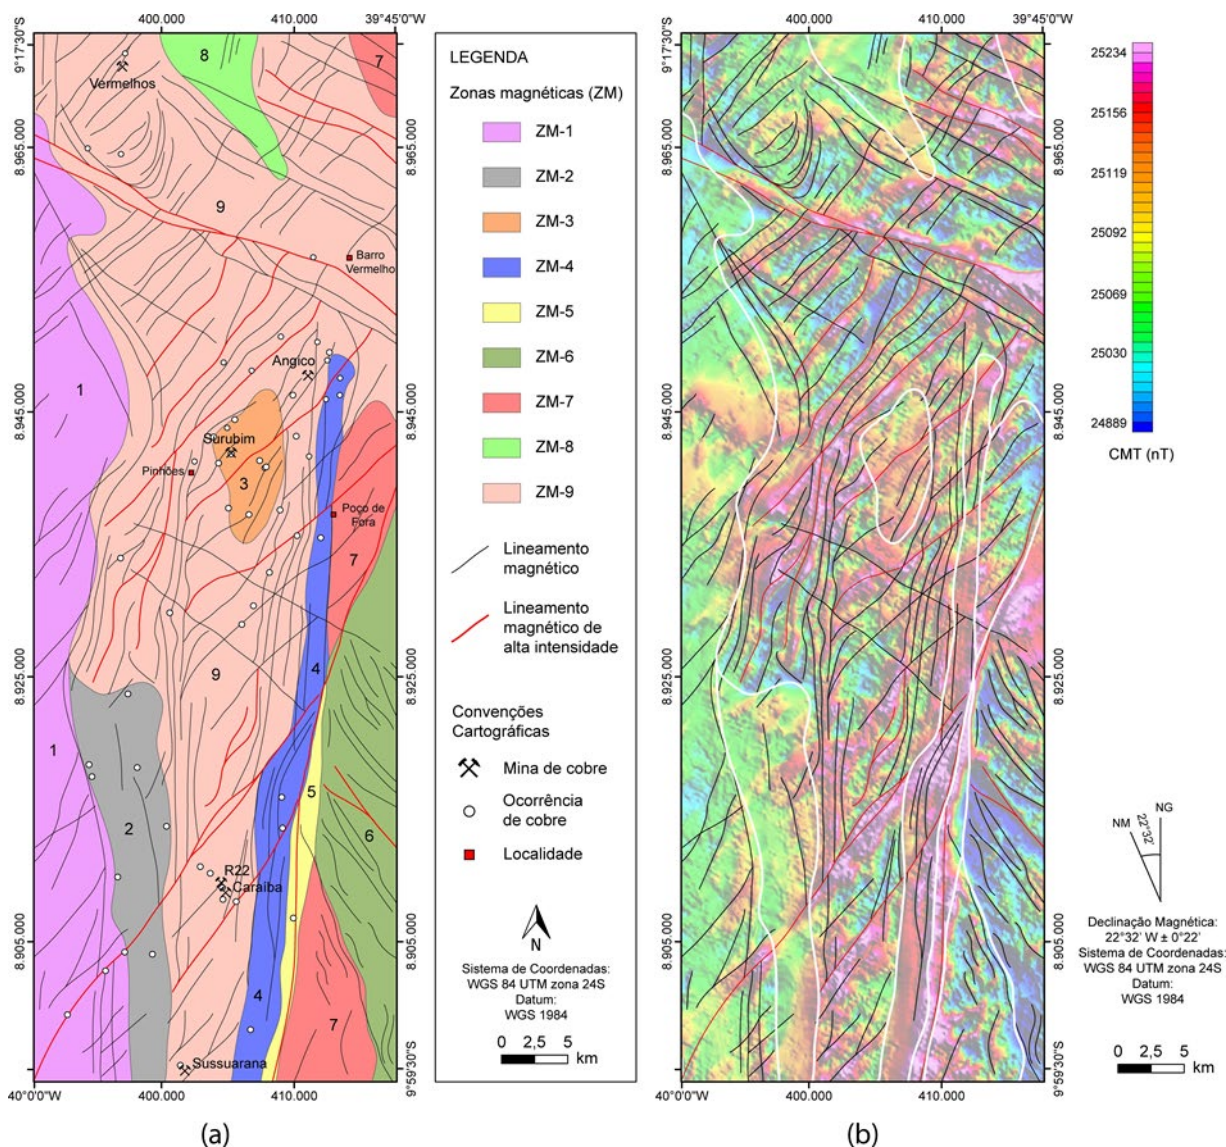 400.000
410.000
39°45'0"W
9°17'30"S
8.965.000
8.945.000
8.925.000
8.905.000
9°59'30"S
40°0'0"W
400.000
410.000
8
7
Vermelhos
9
Barro
Vermelho
1
Angico
Surubim
Pinhões
3
Poço de
Fora
7
9
4
1
5
2
6
R22
Caraíba
4
7
Sussuarana
(a)
LEGENDA
Zonas magnéticas (ZM)
ZM-1
ZM-2
ZM-3
ZM-4
ZM-5
ZM-6
ZM-7
ZM-8
ZM-9
Lineamento
magnético
Lineamento
magnético de
alta intensidade
Convenções
Cartográficas
Mina de cobre
Ocorrência
de cobre
Localidade
N
Sistema de Coordenadas:
WGS 84 UTM zona 24S
Datum:
WGS 1984
0 2,5 5
km
400.000
410.000
39°45'0"W
9°17'30"S
8.965.000
8.945.000
8.925.000
8.905.000
9°59'30"S
40°0'0"W
400.000
410.000
(b)
25234
25156
25119
25092
25069
25030
24889
CMT (nT)
NM
22°32'
NG
Declinação Magnética:
22°32' W ± 0°22'
Sistema de Coordenadas:
WGS 84 UTM zona 24S
Datum:
WGS 1984
0 2,5 5
km